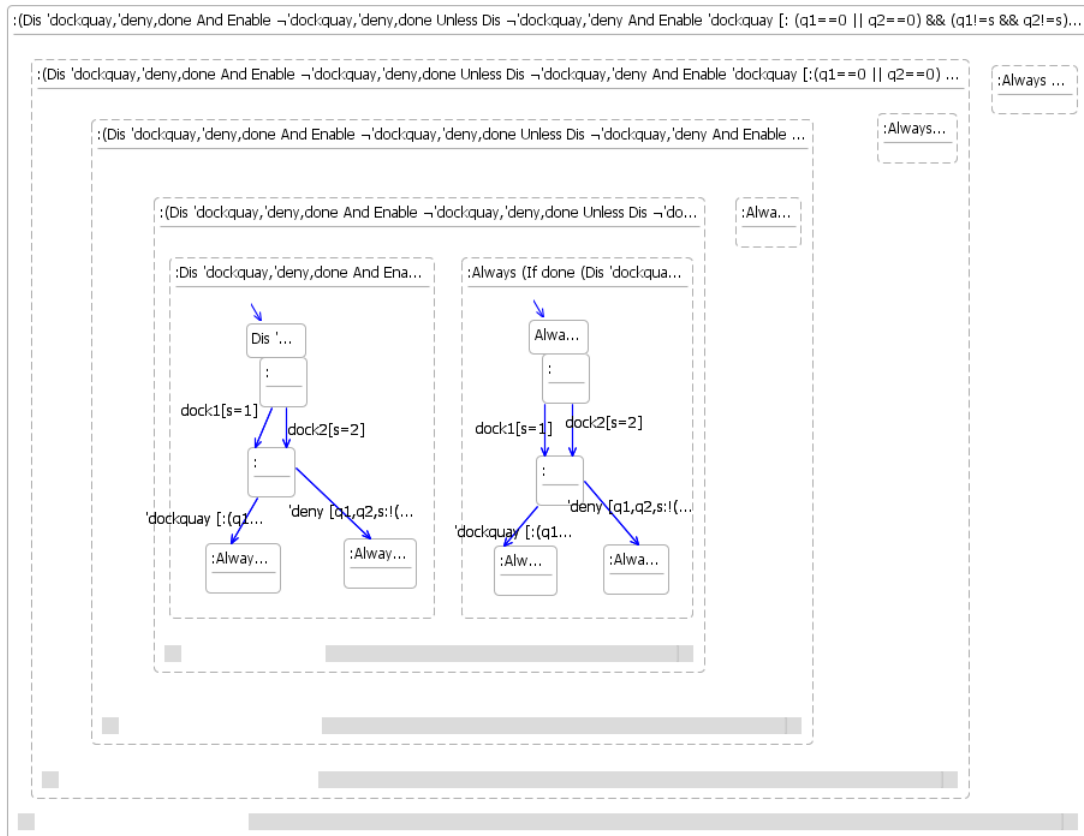 :(Dis 'dockquay,'deny,done And Enable ¬'dockquay,'deny,done Unless Dis ¬'dockquay,'deny And Enable 'dockquay [: (q1==0 || q2==0) && (q1!=s && q2!=s)...
:(Dis 'dockquay,'deny,done And Enable ¬'dockquay,'deny,done Unless Dis ¬'dockquay,'deny And Enable 'dockquay [:(q1==0 || q2==0) ...
:Always ...
:(Dis 'dockquay,'deny,done And Enable ¬'dockquay,'deny,done Unless Dis ¬'dockquay,'deny And Enable ...
:Always...
:(Dis 'dockquay,'deny,done And Enable ¬'dockquay,'deny,done Unless Dis ¬'do...
:Alwa...
:Dis 'dockquay,'deny,done And Ena...
:Always (If done (Dis 'dockqua...
Dis '...
Alwa...
:
:
dock1[s=1]
dock2[s=2]
dock1[s=1]
dock2[s=2]
:
:
'dockquay [:(q1...
'deny [q1,q2,s:!(...
'dockquay [:(q1...
'deny [q1,q2,s:!(...
:Alway...
:Alway...
:Alw...
:Alwa...